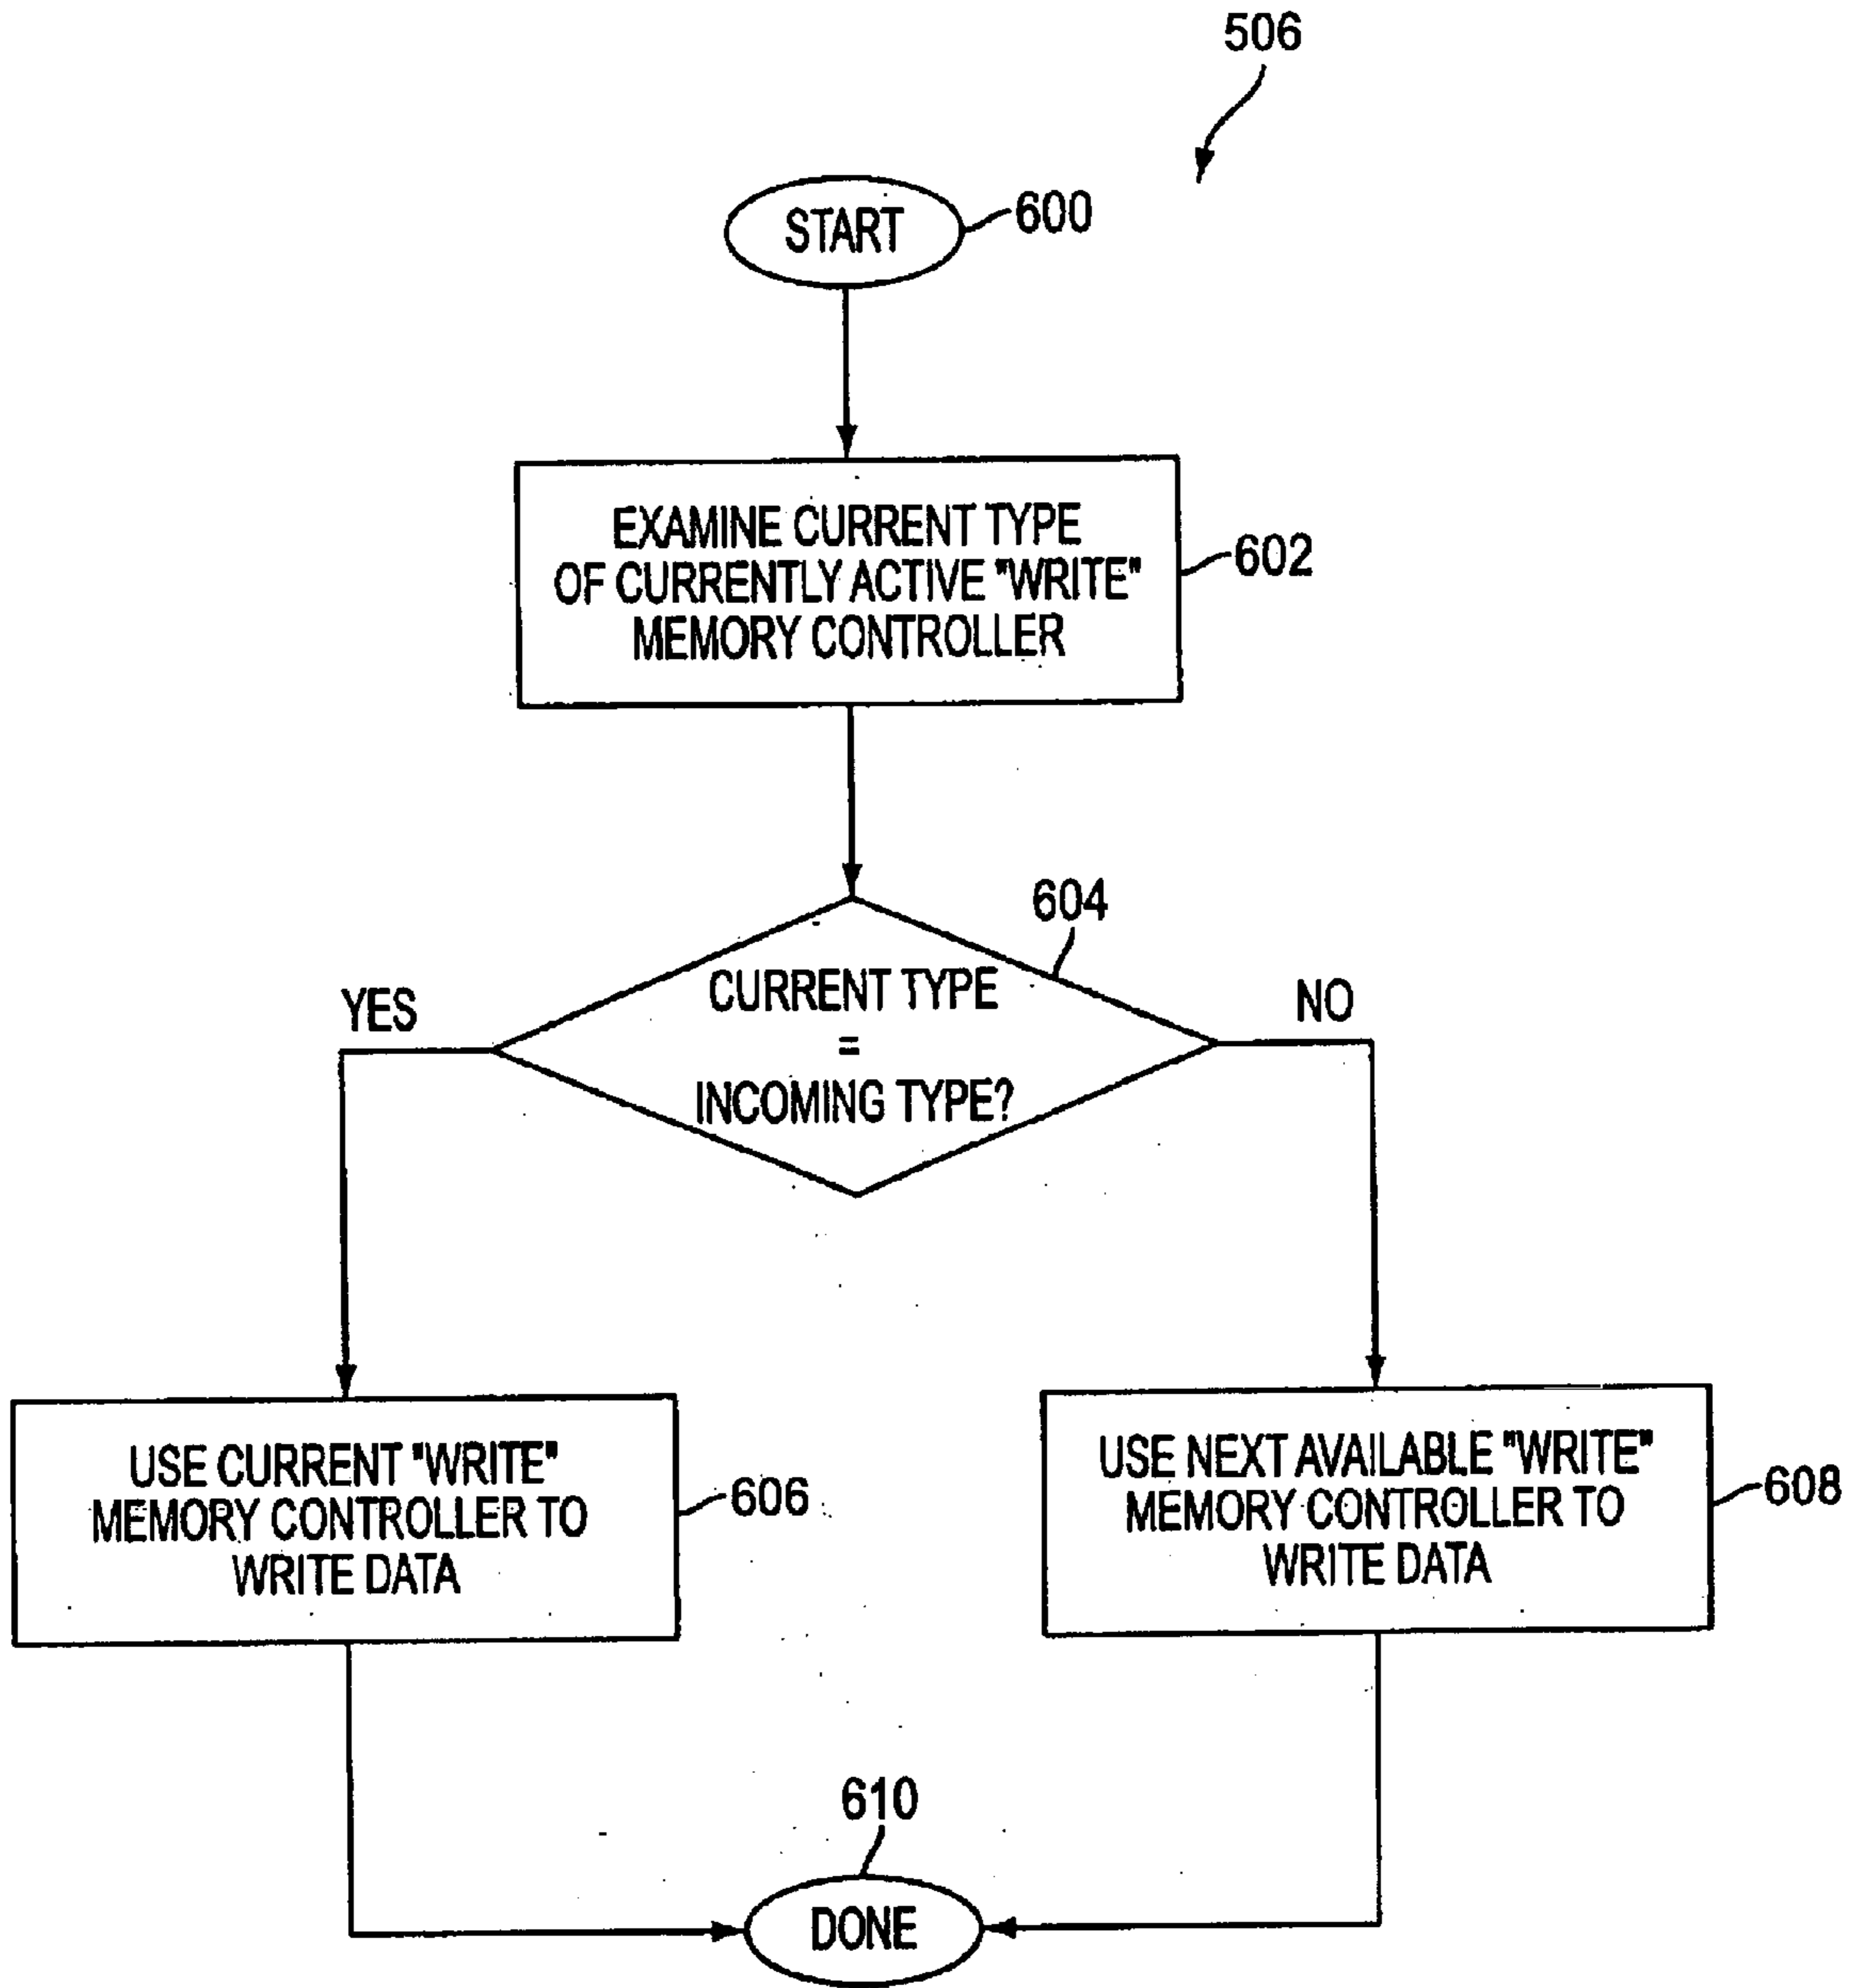 506
START
600
EXAMINE CURRENT TYPE
OF CURRENTLY ACTIVE "WRITE"
MEMORY CONTROLLER
602
604
CURRENT TYPE
=
INCOMING TYPE?
YES
NO
USE CURRENT "WRITE"
MEMORY CONTROLLER TO
WRITE DATA
606
USE NEXT AVAILABLE "WRITE"
MEMORY CONTROLLER TO
WRITE DATA
608
610
DONE